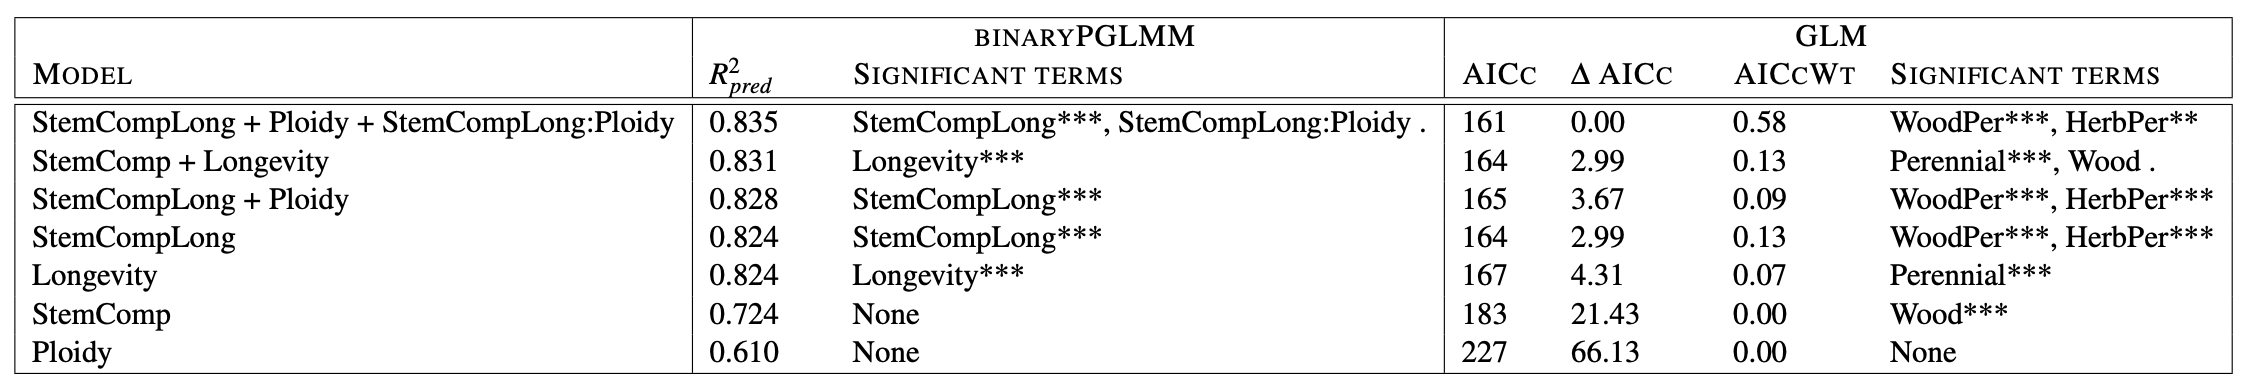 BINARYPGLMM GLM
MODEL R²pred SIGNIFICANT TERMS AICC Δ AICC AICCWT SIGNIFICANT TERMS
StemCompLong + Ploidy + StemCompLong:Ploidy 0.835 StemCompLong***, StemCompLong:Ploidy . 161 0.00 0.58 WoodPer***, HerbPer**
StemComp + Longevity 0.831 Longevity*** 164 2.99 0.13 Perennial***, Wood .
StemCompLong + Ploidy 0.828 StemCompLong*** 165 3.67 0.09 WoodPer***, HerbPer***
StemCompLong 0.824 StemCompLong*** 164 2.99 0.13 WoodPer***, HerbPer***
Longevity 0.824 Longevity*** 167 4.31 0.07 Perennial***
StemComp 0.724 None 183 21.43 0.00 Wood***
Ploidy 0.610 None 227 66.13 0.00 None